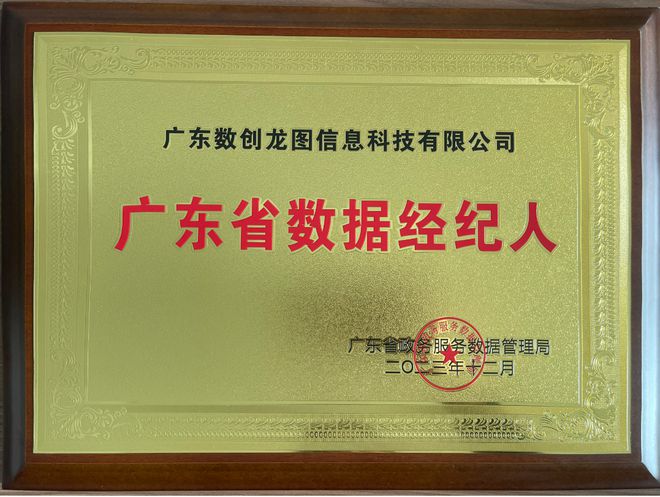 广东数创龙图信息科技有限公司
广东省数据经纪人
广东省政务服务数据管理局
二〇二三年十二月